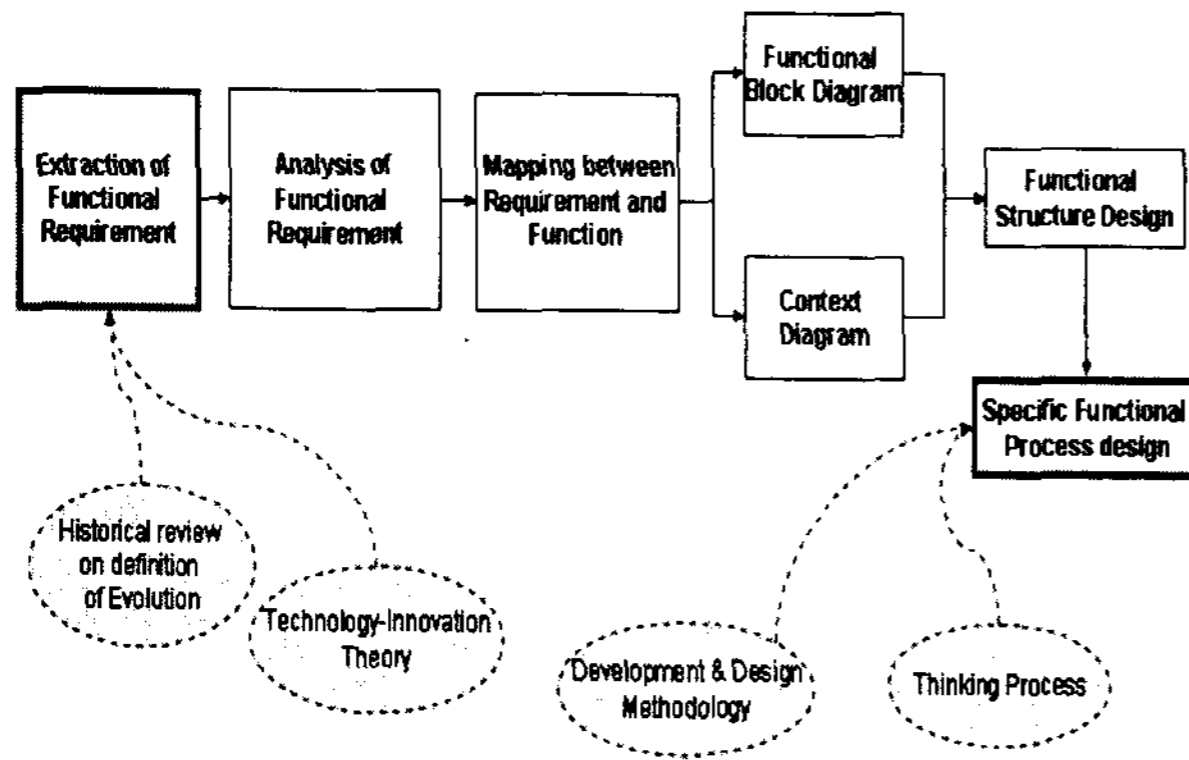 Extraction of
Functional
Requirement
Analysis of
Functional
Requirement
Mapping between
Requirement and
Function
Functional
Block Diagram
Context
Diagram
Functional
Structure Design
Specific Functional
Process design
Historical review
on definition
of Evolution
Technology-Innovation
Theory
Development & Design
Methodology
Thinking Process